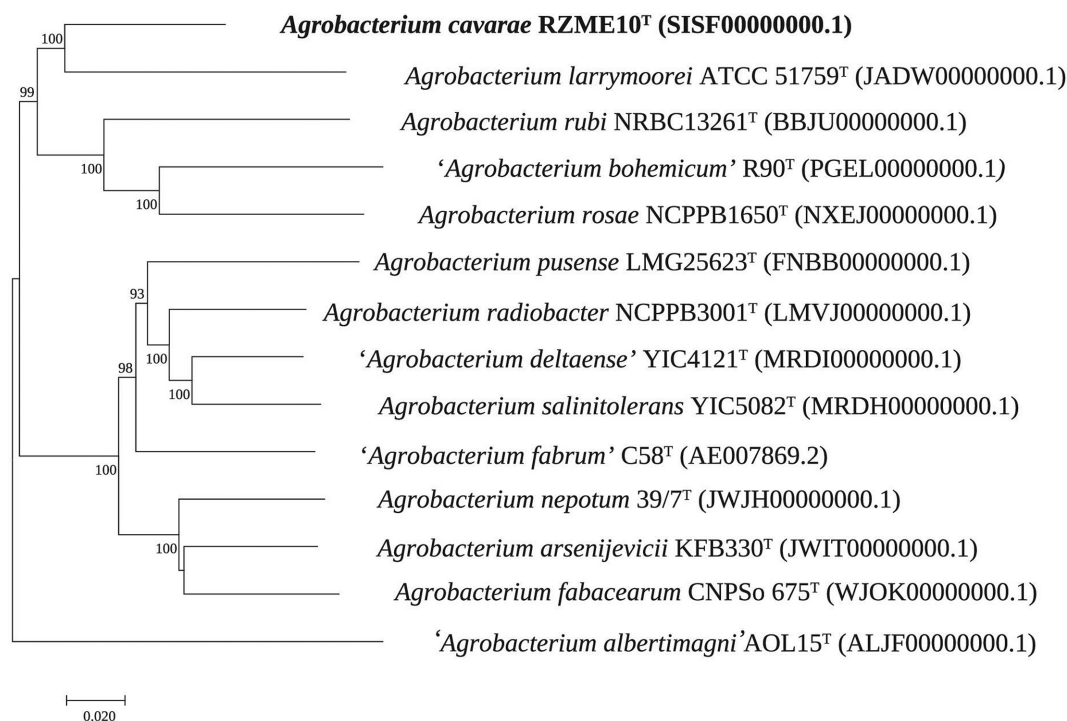 Agrobacterium cavarae RZME10ᵀ (SISF00000000.1)
100
Agrobacterium larrymoorei ATCC 51759ᵀ (JADW00000000.1)
99
Agrobacterium rubi NRBC13261ᵀ (BBJU00000000.1)
100
‘Agrobacterium bohemicum’ R90ᵀ (PGEL00000000.1)
100
Agrobacterium rosae NCPPB1650ᵀ (NXEJ00000000.1)
Agrobacterium pusense LMG25623ᵀ (FNBB00000000.1)
93
Agrobacterium radiobacter NCPPB3001ᵀ (LMVJ00000000.1)
100
‘Agrobacterium deltaense’ YIC4121ᵀ (MRDI00000000.1)
98
100
Agrobacterium salinitolerans YIC5082ᵀ (MRDH00000000.1)
‘Agrobacterium fabrum’ C58ᵀ (AE007869.2)
100
Agrobacterium nepotum 39/7ᵀ (JWJH00000000.1)
100
Agrobacterium arsenijevicii KFB330ᵀ (JWIT00000000.1)
Agrobacterium fabacearum CNPSo 675ᵀ (WJOK00000000.1)
‘Agrobacterium albertimagni’AOL15ᵀ (ALJF00000000.1)
0.020